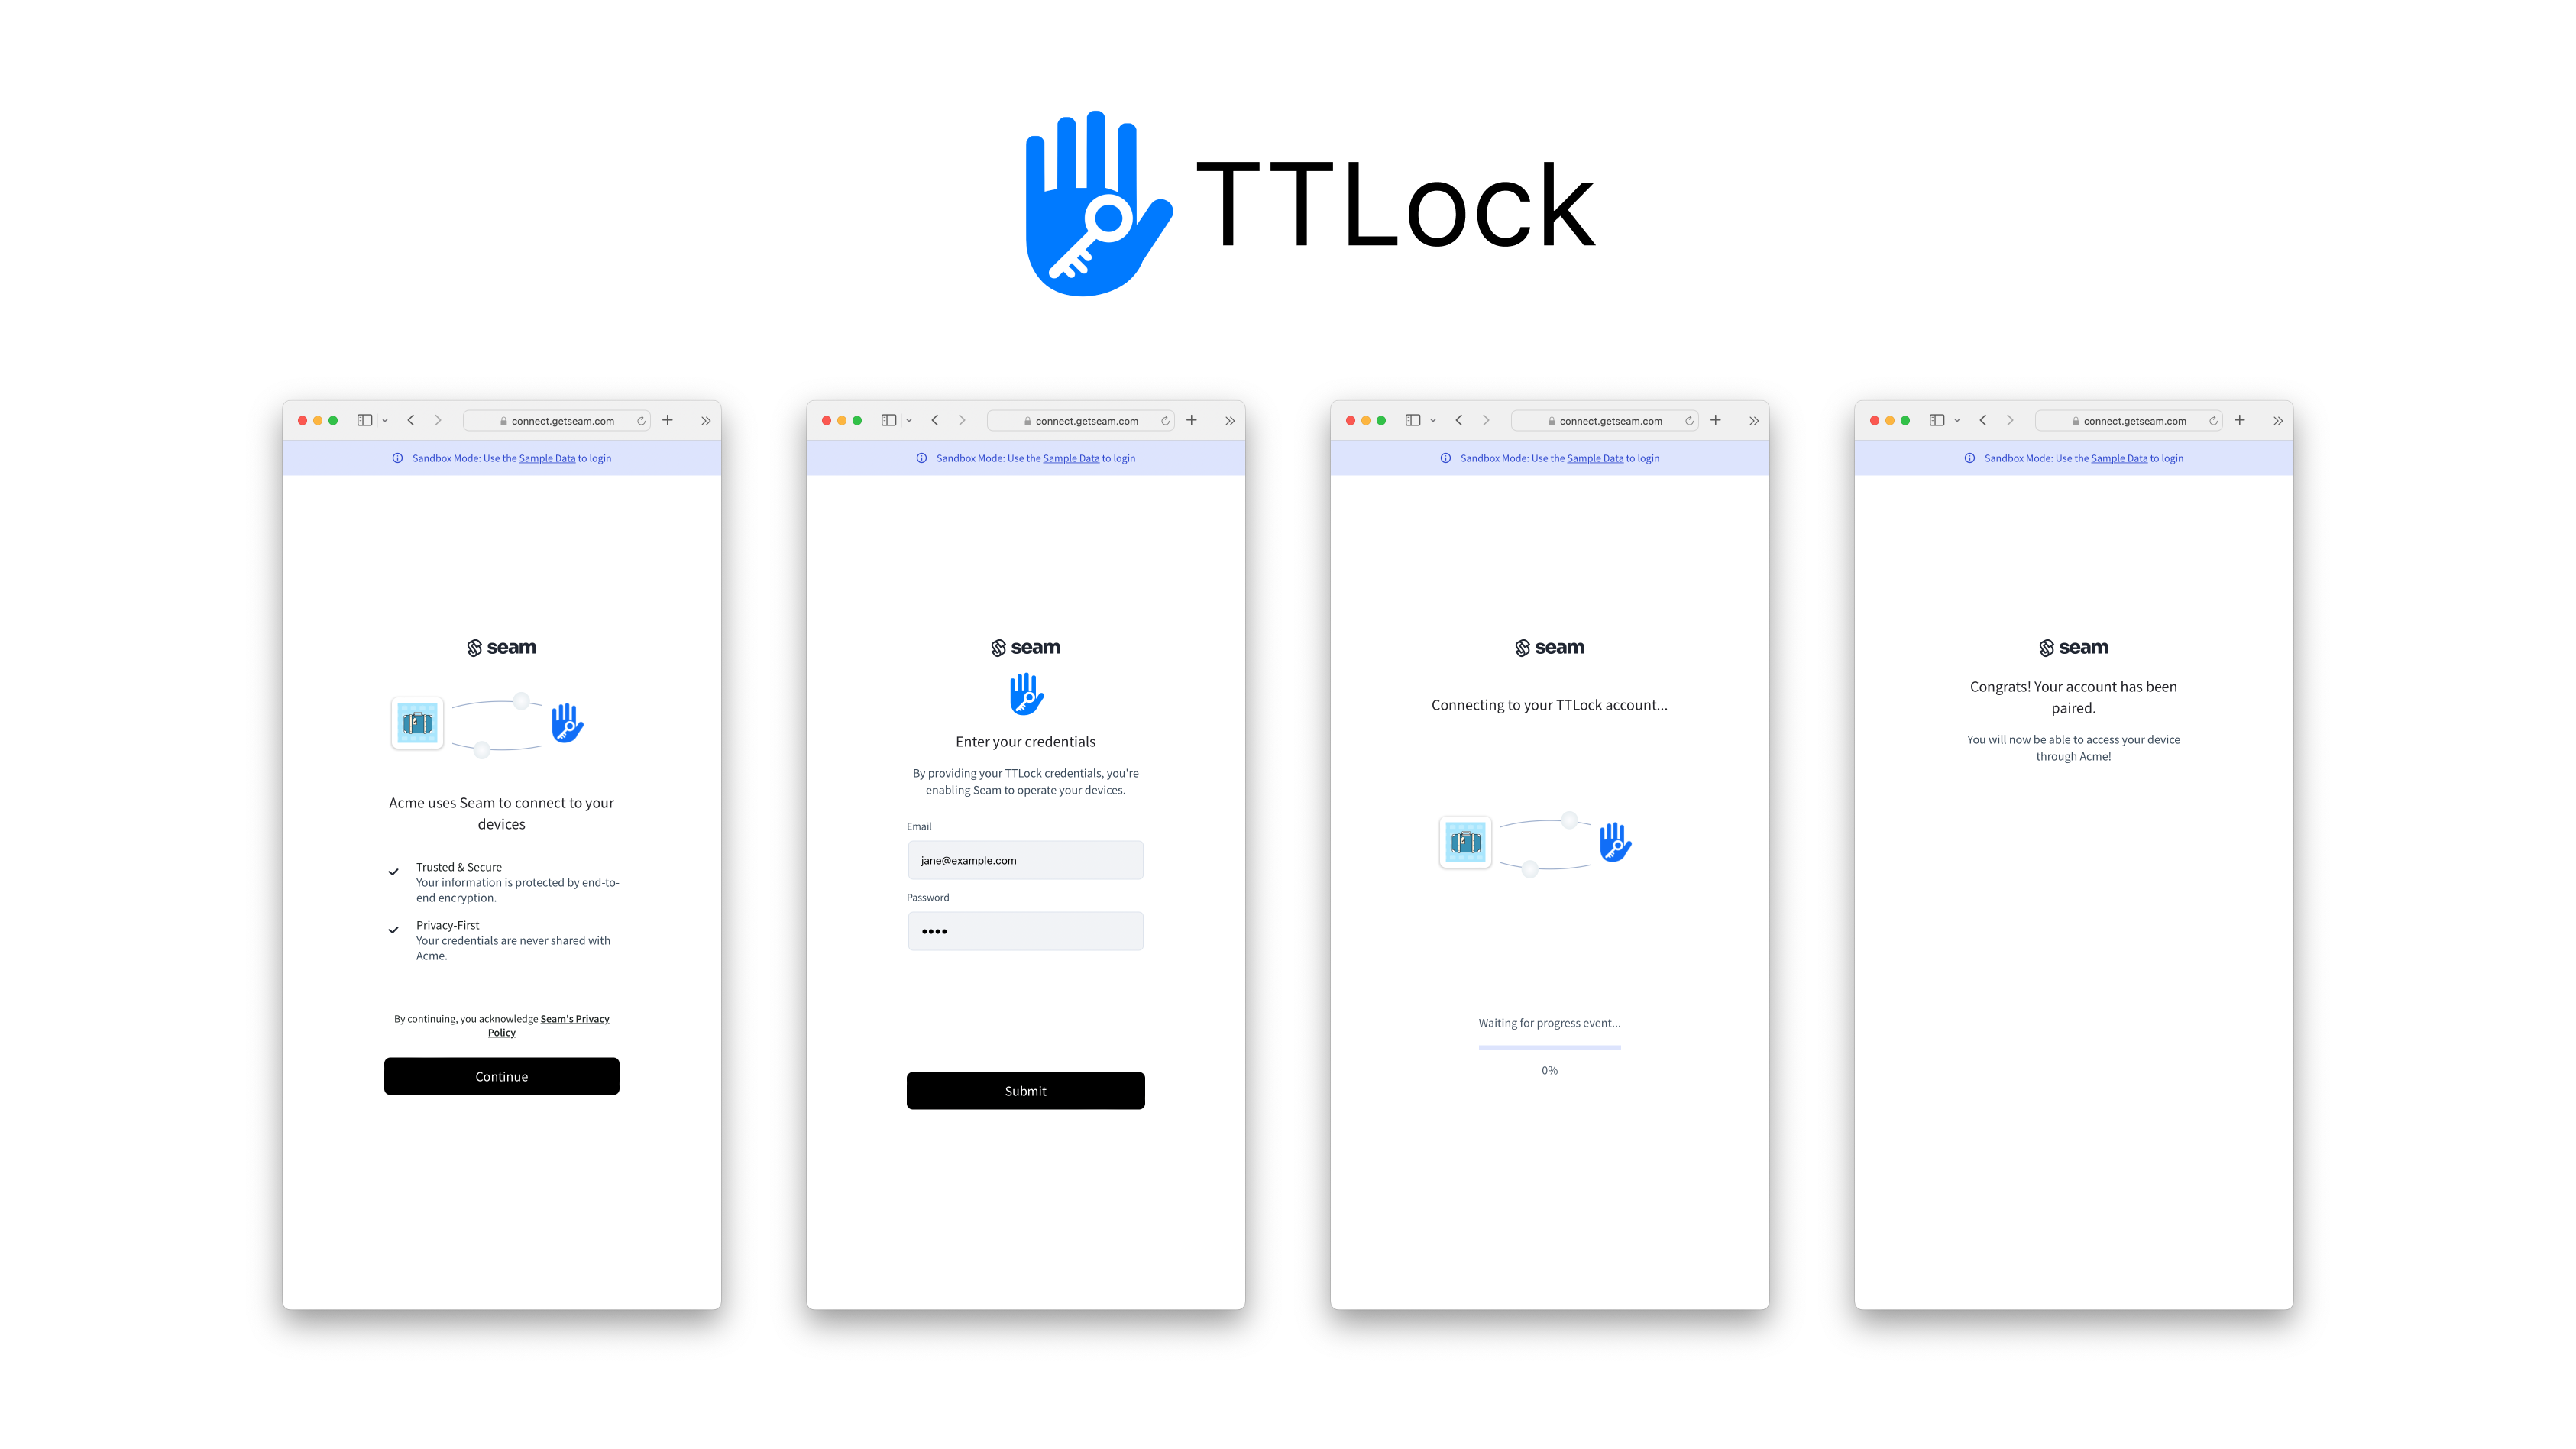 TTLock
connect.getseam.com
Sandbox Mode: Use the Sample Data to login
seam
Acme uses Seam to connect to your
devices
Trusted & Secure
Your information is protected by end-to-
end encryption.
Privacy-First
Your credentials are never shared with
Acme.
By continuing, you acknowledge Seam's Privacy
Policy
Continue
connect.getseam.com
Sandbox Mode: Use the Sample Data to login
seam
Enter your credentials
By providing your TTLock credentials, you're
enabling Seam to operate your devices.
Email
jane@example.com
Password
••••
Submit
connect.getseam.com
Sandbox Mode: Use the Sample Data to login
seam
Connecting to your TTLock account...
Waiting for progress event...
0%
connect.getseam.com
Sandbox Mode: Use the Sample Data to login
seam
Congrats! Your account has been
paired.
You will now be able to access your device
through Acme!